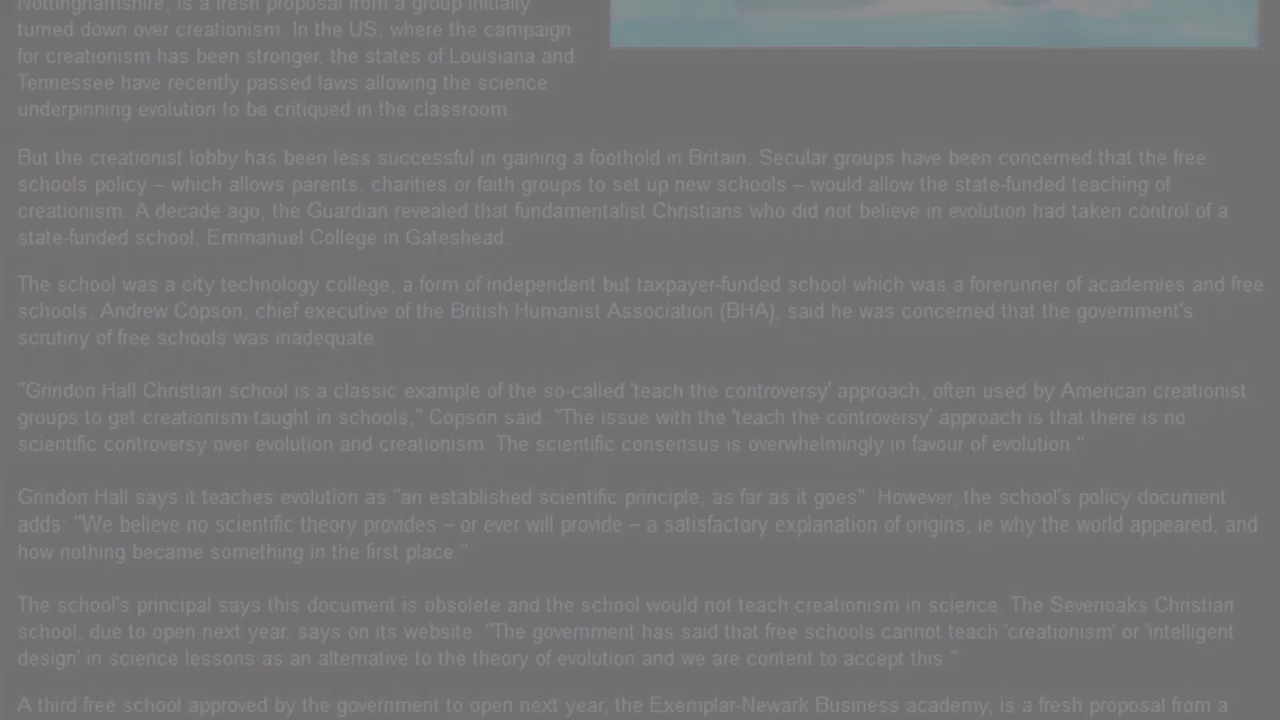 Nottinghamshire, is a fresh proposal from a group initially
turned down over creationism. In the US, where the campaign
for creationism has been stronger, the states of Louisiana and
Tennessee have recently passed laws allowing the science
underpinning evolution to be critiqued in the classroom.
But the creationist lobby has been less successful in gaining a foothold in Britain. Secular groups have been concerned that the free
schools policy – which allows parents, charities or faith groups to set up new schools – would allow the state-funded teaching of
creationism. A decade ago, the Guardian revealed that fundamentalist Christians who did not believe in evolution had taken control of a
state-funded school, Emmanuel College in Gateshead.
The school was a city technology college, a form of independent but taxpayer-funded school which was a forerunner of academies and free
schools. Andrew Copson, chief executive of the British Humanist Association (BHA), said he was concerned that the government's
scrutiny of free schools was inadequate.
"Grindon Hall Christian school is a classic example of the so-called 'teach the controversy' approach, often used by American creationist
groups to get creationism taught in schools," Copson said. "The issue with the 'teach the controversy' approach is that there is no
scientific controversy over evolution and creationism. The scientific consensus is overwhelmingly in favour of evolution."
Grindon Hall says it teaches evolution as "an established scientific principle, as far as it goes". However, the school's policy document
adds: "We believe no scientific theory provides – or ever will provide – a satisfactory explanation of origins, ie why the world appeared, and
how nothing became something in the first place."
The school's principal says this document is obsolete and the school would not teach creationism in science. The Sevenoaks Christian
school, due to open next year, says on its website: "The government has said that free schools cannot teach 'creationism' or 'intelligent
design' in science lessons as an alternative to the theory of evolution and we are content to accept this."
A third free school approved by the government to open next year, the Exemplar-Newark Business academy, is a fresh proposal from a